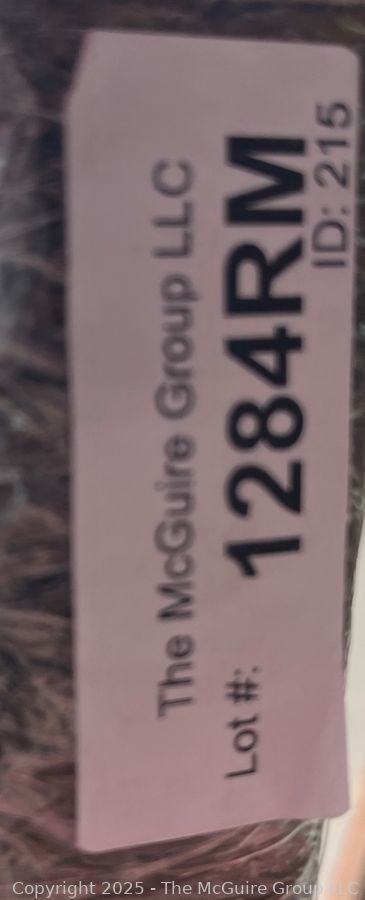 The McGuire Group LLC
Lot #: 1284RM
ID: 215
Copyright 2025 - The McGuire Group LLC